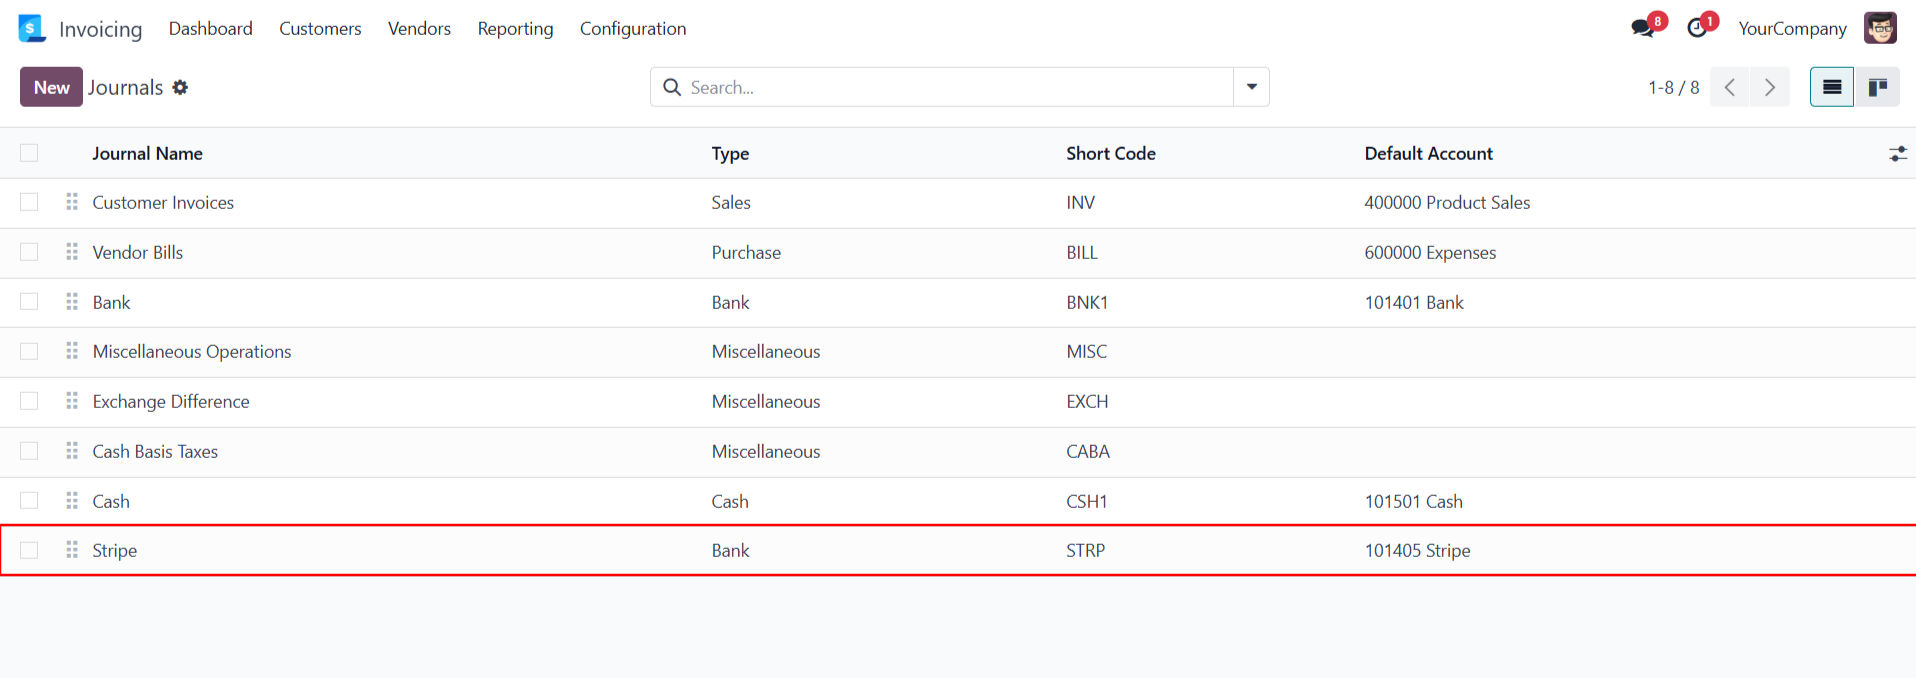 Invoicing Dashboard Customers Vendors Reporting Configuration 8 1 YourCompany
New Journals Search... 1-8 / 8
Journal Name Type Short Code Default Account
Customer Invoices Sales INV 400000 Product Sales
Vendor Bills Purchase BILL 600000 Expenses
Bank Bank BNK1 101401 Bank
Miscellaneous Operations Miscellaneous MISC
Exchange Difference Miscellaneous EXCH
Cash Basis Taxes Miscellaneous CABA
Cash Cash CSH1 101501 Cash
Stripe Bank STRP 101405 Stripe